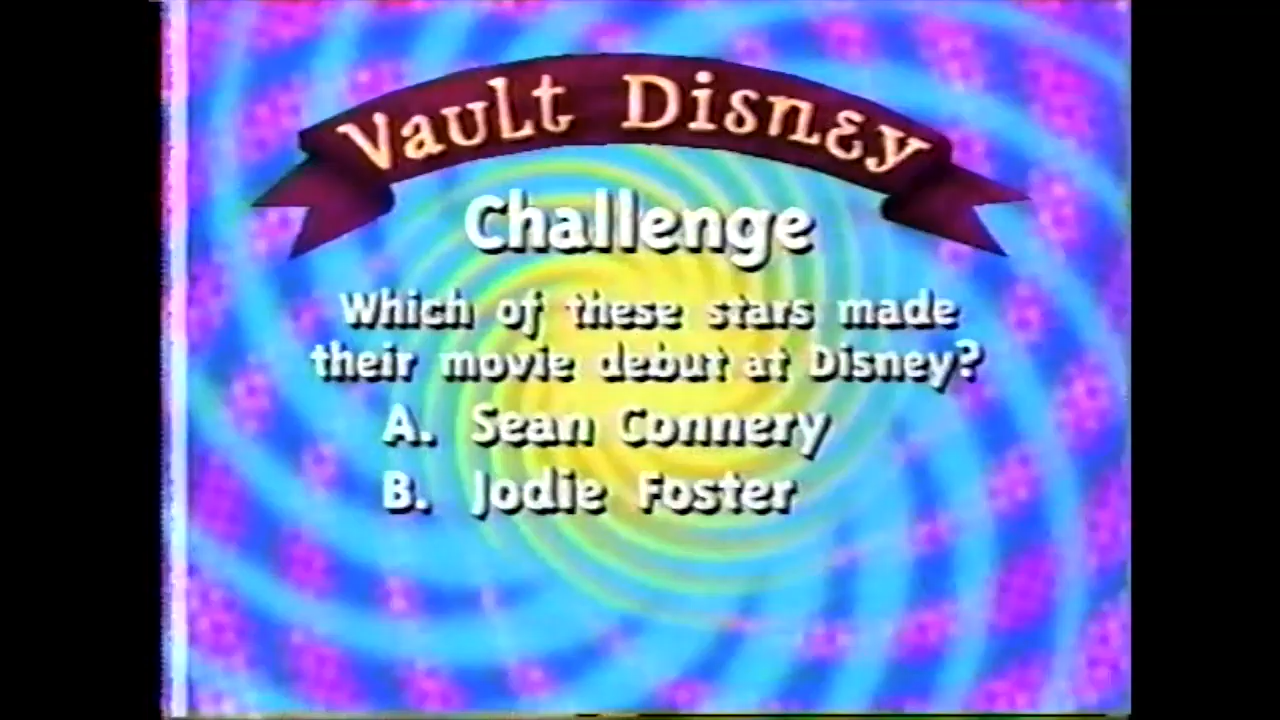 Vault Disney
Challenge
Which of these stars made
their movie debut at Disney?
A. Sean Connery
B. Jodie Foster